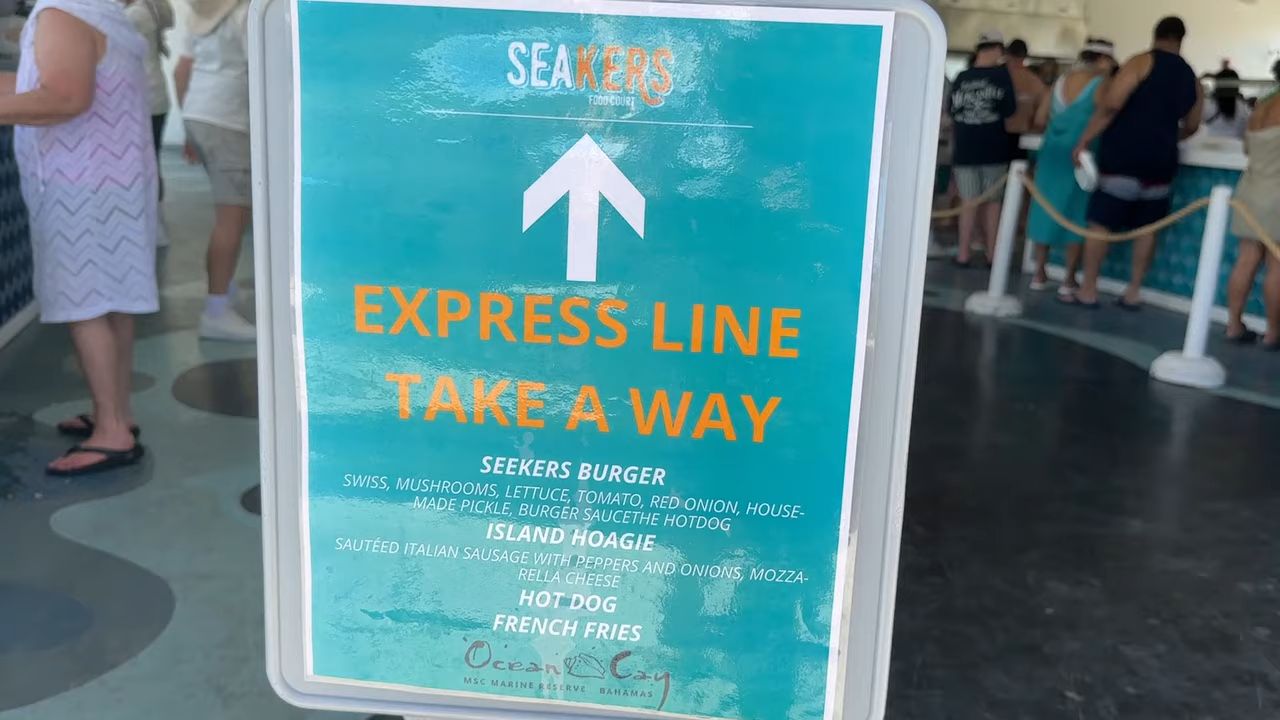 SEAKERS
FOOD COURT
EXPRESS LINE
TAKE A WAY
SEEKERS BURGER
SWISS, MUSHROOMS, LETTUCE, TOMATO, RED ONION, HOUSE-
MADE PICKLE, BURGER SAUCETHE HOTDOG
ISLAND HOAGIE
SAUTÉED ITALIAN SAUSAGE WITH PEPPERS AND ONIONS, MOZZA-
RELLA CHEESE
HOT DOG
FRENCH FRIES
Ocean Cay
MSC MARINE RESERVE BAHAMAS